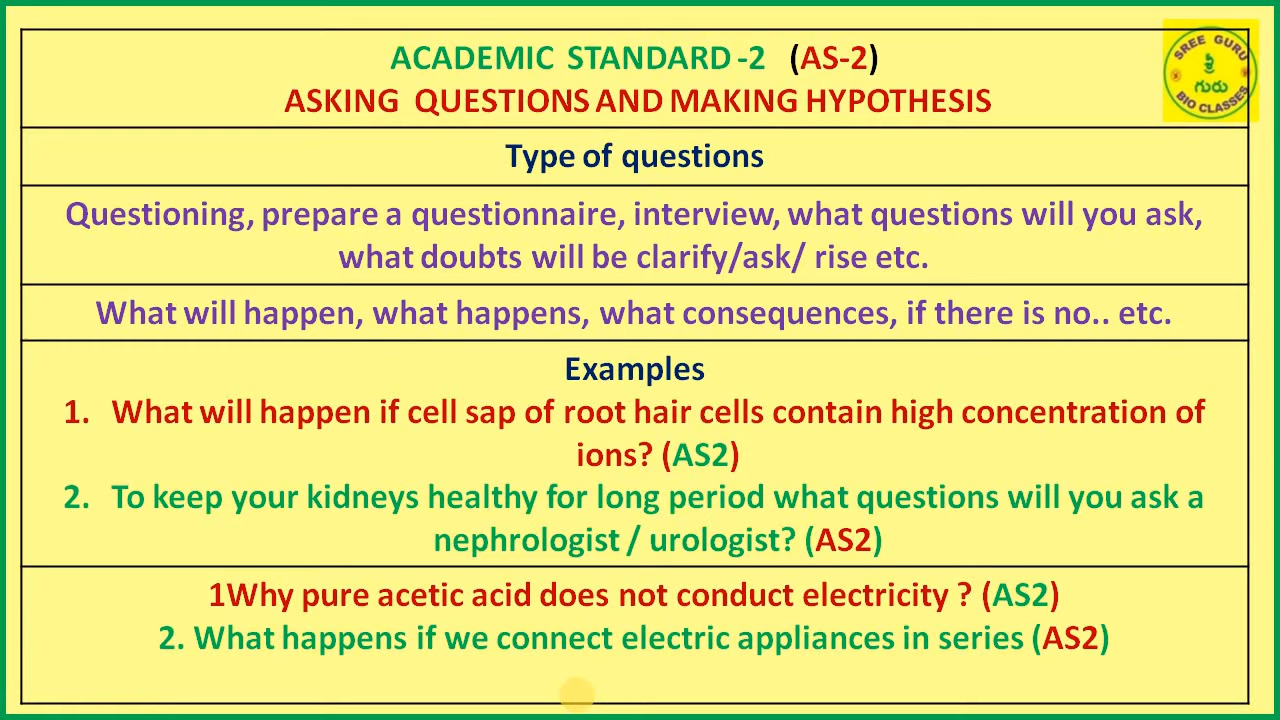 ACADEMIC STANDARD -2 (AS-2)
ASKING QUESTIONS AND MAKING HYPOTHESIS
SREE GURU
శ్రీ
గురు
BIO CLASSES
Type of questions
Questioning, prepare a questionnaire, interview, what questions will you ask,
what doubts will be clarify/ask/ rise etc.
What will happen, what happens, what consequences, if there is no.. etc.
Examples
1. What will happen if cell sap of root hair cells contain high concentration of
ions? (AS2)
2. To keep your kidneys healthy for long period what questions will you ask a
nephrologist / urologist? (AS2)
1Why pure acetic acid does not conduct electricity ? (AS2)
2. What happens if we connect electric appliances in series (AS2)